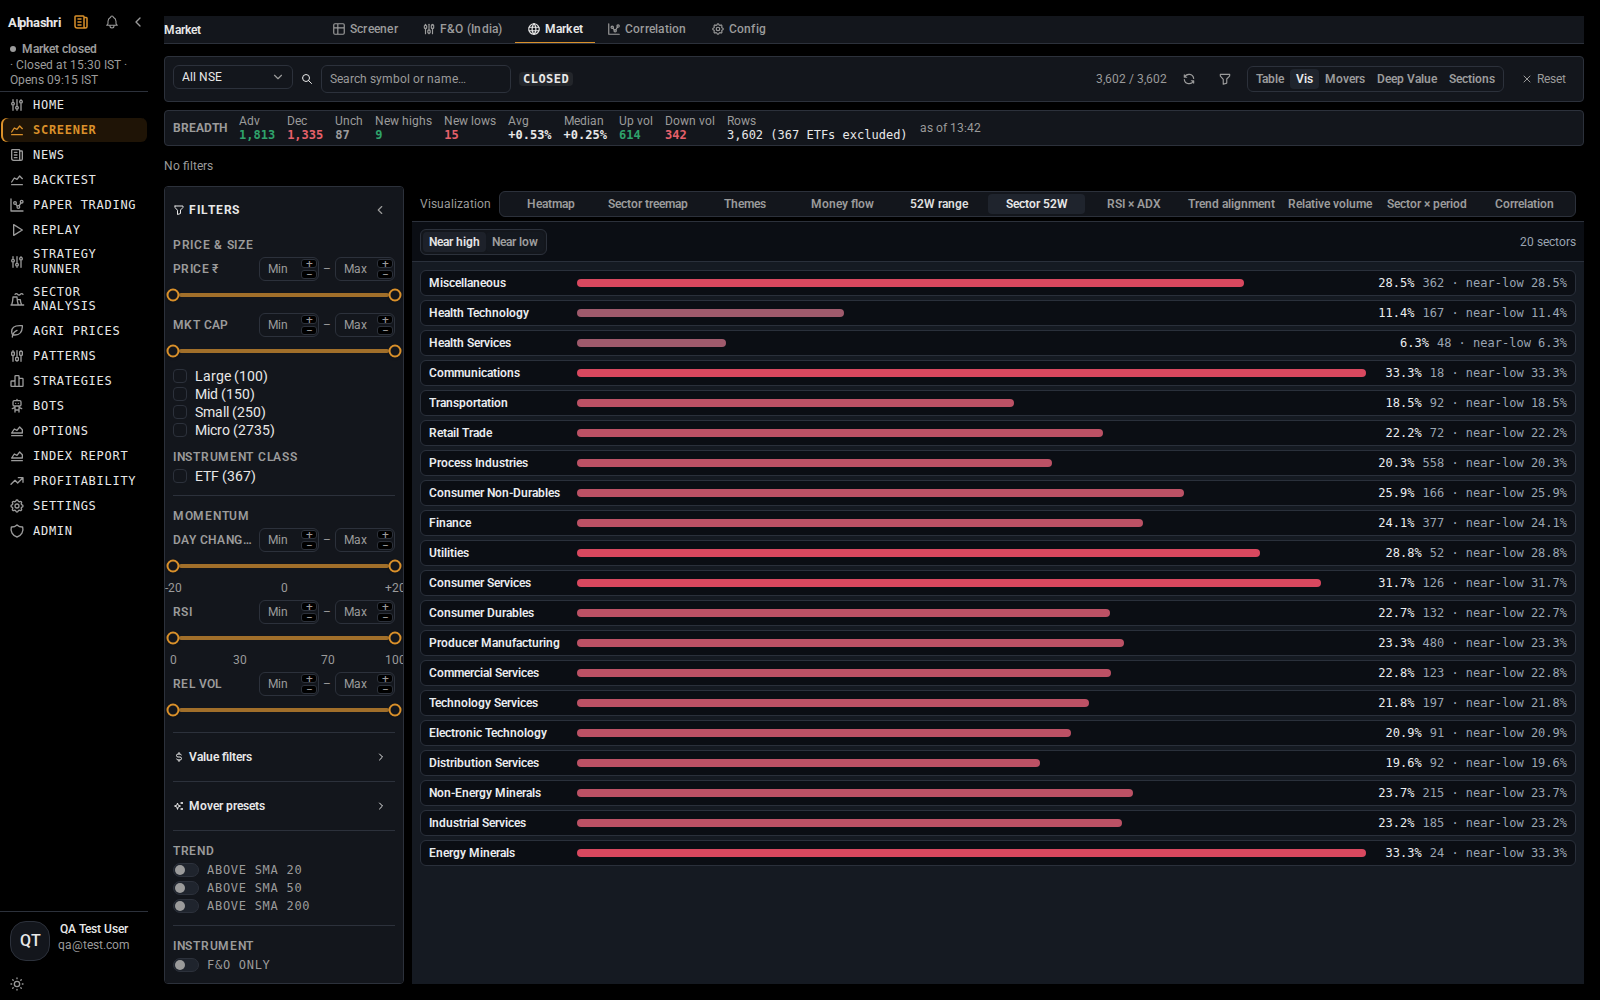 Alphashri
Market closed
· Closed at 15:30 IST ·
Opens 09:15 IST
HOME
SCREENER
NEWS
BACKTEST
PAPER TRADING
REPLAY
STRATEGY
RUNNER
SECTOR
ANALYSIS
AGRI PRICES
PATTERNS
STRATEGIES
BOTS
OPTIONS
INDEX REPORT
PROFITABILITY
SETTINGS
ADMIN
QT
QA Test User
qa@test.com
Market
Screener F&O (India) Market Correlation Config
All NSE Search symbol or name... CLOSED 3,602 / 3,602 Table Vis Movers Deep Value Sections Reset
BREADTH
Adv Dec Unch New highs New lows Avg Median Up vol Down vol Rows
1,813 1,335 87 9 15 +0.53% +0.25% 614 342 3,602 (367 ETFs excluded) as of 13:42
No filters
FILTERS
PRICE & SIZE
PRICE ₹ Min + − – Max + −
MKT CAP Min + − – Max + −
Large (100)
Mid (150)
Small (250)
Micro (2735)
INSTRUMENT CLASS
ETF (367)
MOMENTUM
DAY CHANG... Min + − – Max + −
-20 0 +20
RSI Min + − – Max + −
0 30 70 100
REL VOL Min + − – Max + −
$ Value filters
Mover presets
TREND
ABOVE SMA 20
ABOVE SMA 50
ABOVE SMA 200
INSTRUMENT
F&O ONLY
Visualization Heatmap Sector treemap Themes Money flow 52W range Sector 52W RSI × ADX Trend alignment Relative volume Sector × period Correlation
Near high Near low 20 sectors
Miscellaneous 28.5% 362 · near-low 28.5%
Health Technology 11.4% 167 · near-low 11.4%
Health Services 6.3% 48 · near-low 6.3%
Communications 33.3% 18 · near-low 33.3%
Transportation 18.5% 92 · near-low 18.5%
Retail Trade 22.2% 72 · near-low 22.2%
Process Industries 20.3% 558 · near-low 20.3%
Consumer Non-Durables 25.9% 166 · near-low 25.9%
Finance 24.1% 377 · near-low 24.1%
Utilities 28.8% 52 · near-low 28.8%
Consumer Services 31.7% 126 · near-low 31.7%
Consumer Durables 22.7% 132 · near-low 22.7%
Producer Manufacturing 23.3% 480 · near-low 23.3%
Commercial Services 22.8% 123 · near-low 22.8%
Technology Services 21.8% 197 · near-low 21.8%
Electronic Technology 20.9% 91 · near-low 20.9%
Distribution Services 19.6% 92 · near-low 19.6%
Non-Energy Minerals 23.7% 215 · near-low 23.7%
Industrial Services 23.2% 185 · near-low 23.2%
Energy Minerals 33.3% 24 · near-low 33.3%